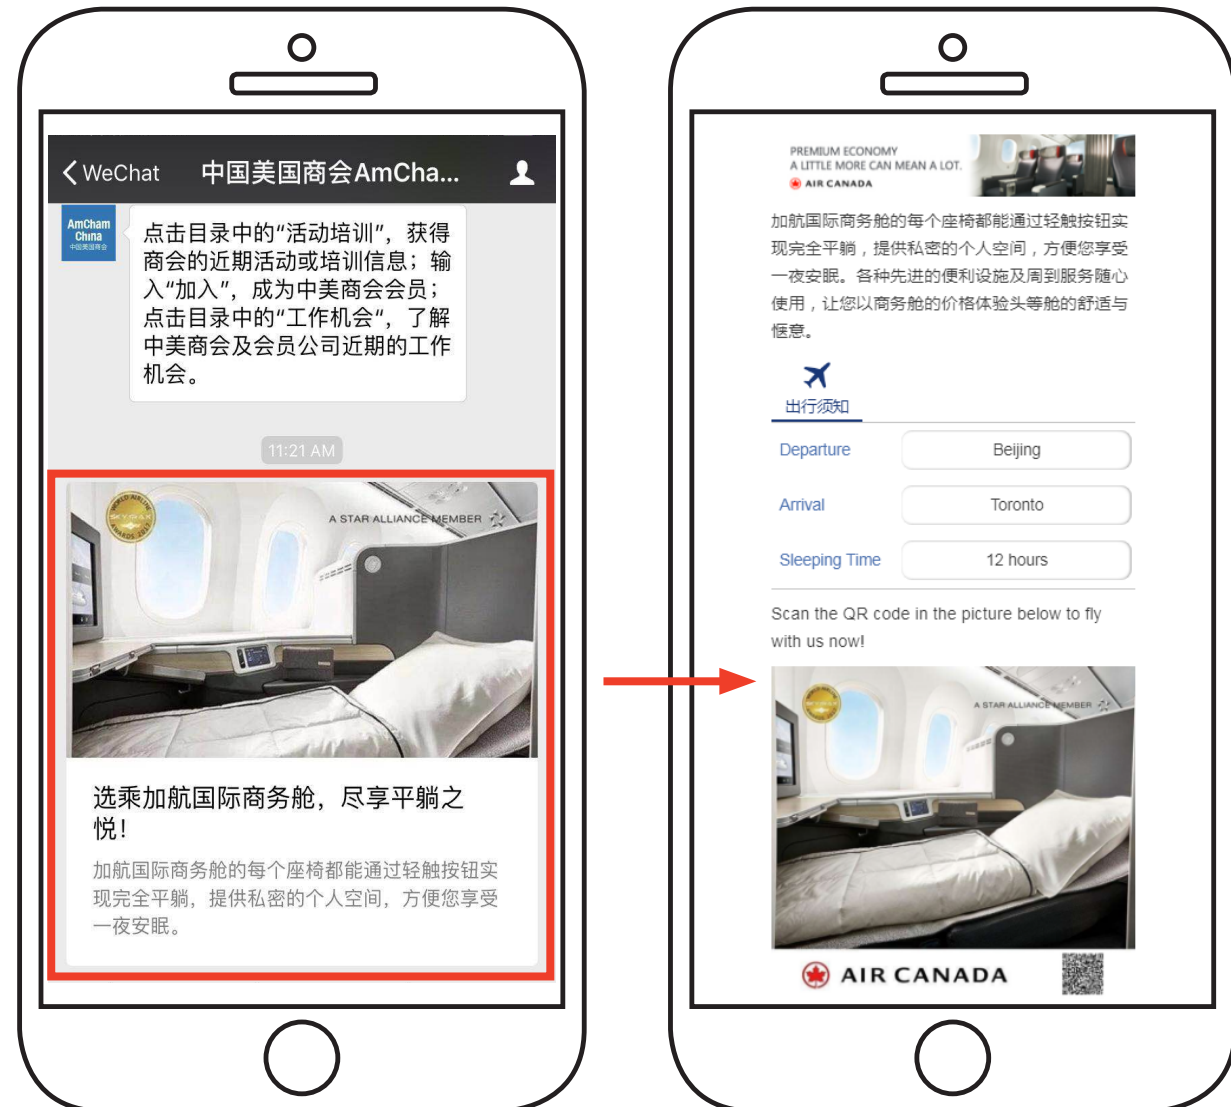 WeChat
中国美国商会AmCha...
AmCham
China
中国美国商会
点击目录中的“活动培训”，获得
商会的近期活动或培训信息；输
入“加入”，成为中美商会会员；
点击目录中的“工作机会“，了解
中美商会及会员公司近期的工作
机会。
11:21 AM
WORLD AIRLINE
SKYTRAX
AWARDS 2017
A STAR ALLIANCE MEMBER
选乘加航国际商务舱，尽享平躺之
悦！
加航国际商务舱的每个座椅都能通过轻触按钮实
现完全平躺，提供私密的个人空间，方便您享受
一夜安眠。
PREMIUM ECONOMY
A LITTLE MORE CAN MEAN A LOT.
AIR CANADA
加航国际商务舱的每个座椅都能通过轻触按钮实
现完全平躺，提供私密的个人空间，方便您享受
一夜安眠。各种先进的便利设施及周到服务随心
使用，让您以商务舱的价格体验头等舱的舒适与
惬意。
出行须知
Departure Beijing
Arrival Toronto
Sleeping Time 12 hours
Scan the QR code in the picture below to fly
with us now!
SKYTRAX
A STAR ALLIANCE MEMBER
AIR CANADA